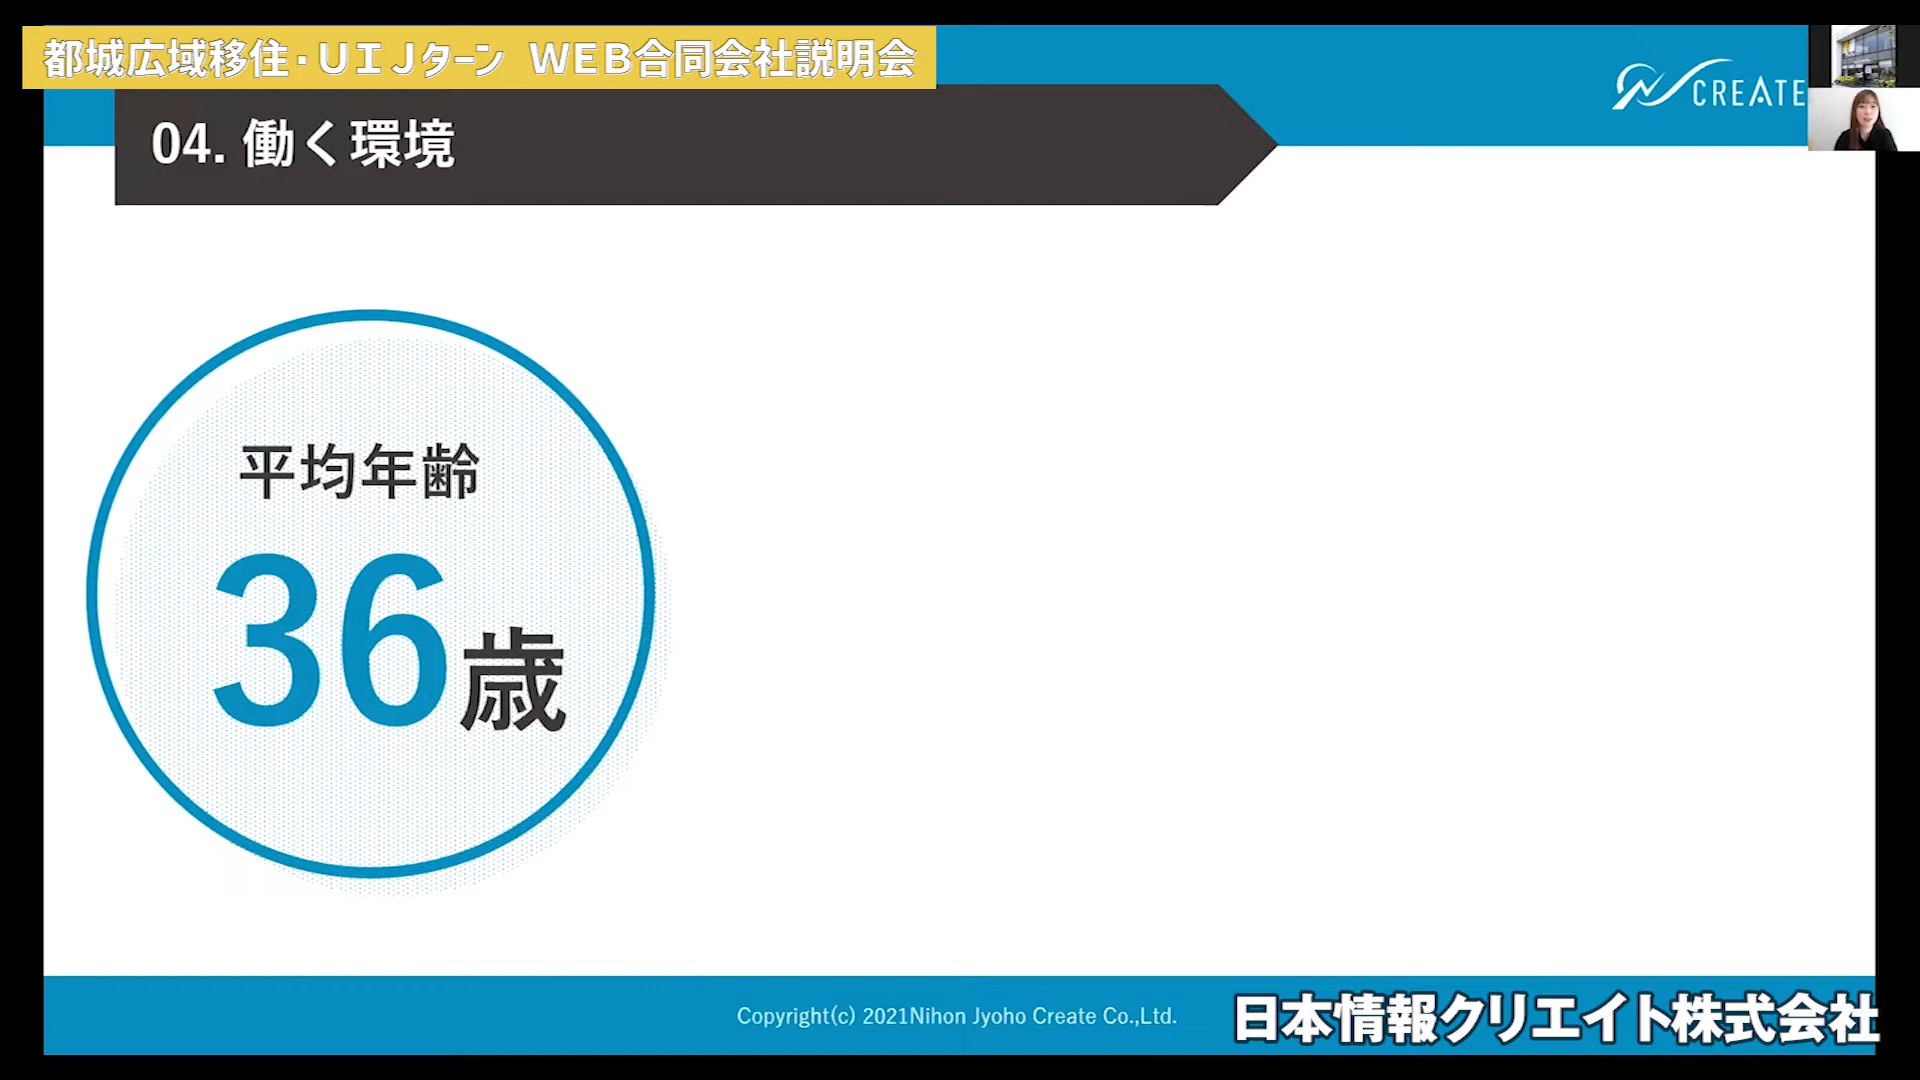 都城広域移住・ＵＩＪターン　ＷＥＢ合同会社説明会
CREATE
04. 働く環境
平均年齢
36歳
Copyright(c) 2021Nihon Jyoho Create Co.,Ltd.
日本情報クリエイト株式会社